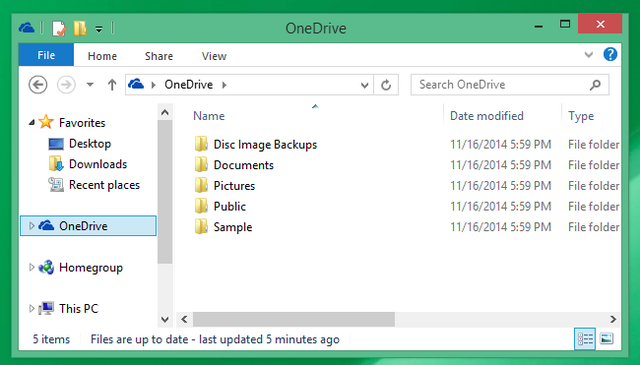 OneDrive
File Home Share View
OneDrive
Search OneDrive
Name Date modified Type
Favorites
Desktop
Downloads
Recent places
OneDrive
Homegroup
This PC
Disc Image Backups 11/16/2014 5:59 PM File folder
Documents 11/16/2014 5:59 PM File folder
Pictures 11/16/2014 5:59 PM File folder
Public 11/16/2014 5:59 PM File folder
Sample 11/16/2014 5:59 PM File folder
5 items Files are up to date - last updated 5 minutes ago